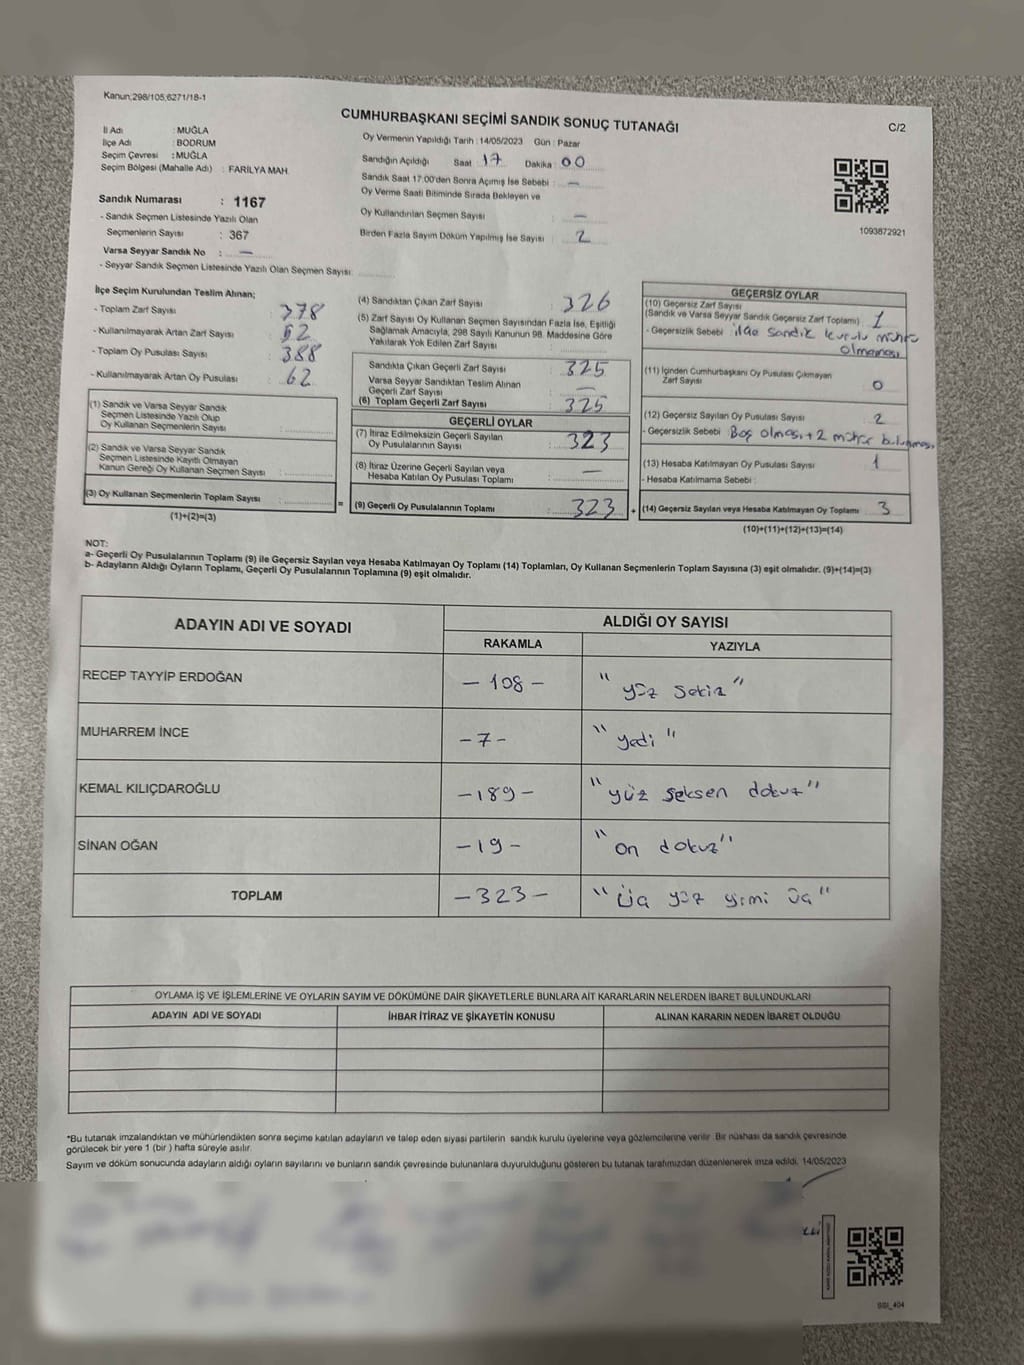 Kanun:298/105,6271/18-1
CUMHURBAŞKANI SEÇİMİ SANDIK SONUÇ TUTANAĞI
C/2
İl Adı : MUĞLA
İlçe Adı : BODRUM
Seçim Çevresi : MUĞLA
Seçim Bölgesi (Mahalle Adı) : FARİLYA MAH.
Oy Vermenin Yapıldığı Tarih : 14/05/2023 Gün : Pazar
Sandığın Açıldığı Saat : 17 Dakika : 00
Sandık Saat 17:00'den Sonra Açımış İse Sebebi : —
Oy Verme Saati Bitiminde Sırada Bekleyen ve
Oy Kullandırılan Seçmen Sayısı : —
Birden Fazla Sayım Döküm Yapılmış İse Sayısı : 2
1093872921
Sandık Numarası : 1167
- Sandık Seçmen Listesinde Yazılı Olan
Seçmenlerin Sayısı : 367
Varsa Seyyar Sandık No : —
- Seyyar Sandık Seçmen Listesinde Yazılı Olan Seçmen Sayısı:
İlçe Seçim Kurulundan Teslim Alınan;
- Toplam Zarf Sayısı : 378
- Kullanılmayarak Artan Zarf Sayısı : 52
- Toplam Oy Pusulası Sayısı : 388
- Kullanılmayarak Artan Oy Pusulası : 62
(1) Sandık ve Varsa Seyyar Sandık
Seçmen Listesinde Yazılı Olup
Oy Kullanan Seçmenlerin Sayısı :
(2) Sandık ve Varsa Seyyar Sandık
Seçmen Listesinde Kayıtlı Olmayan
Kanun Gereği Oy Kullanan Seçmen Sayısı :
(3) Oy Kullanan Seçmenlerin Toplam Sayısı :
(1)+(2)=(3)
(4) Sandıktan Çıkan Zarf Sayısı : 326
(5) Zarf Sayısı Oy Kullanan Seçmen Sayısından Fazla İse, Eşitliği
Sağlamak Amacıyla, 298 Sayılı Kanunun 98. Maddesine Göre
Yakılarak Yok Edilen Zarf Sayısı :
Sandıkta Çıkan Geçerli Zarf Sayısı : 325
Varsa Seyyar Sandıktan Teslim Alınan
Geçerli Zarf Sayısı : —
(6) Toplam Geçerli Zarf Sayısı : 325
GEÇERLİ OYLAR
(7) İtiraz Edilmeksizin Geçerli Sayılan
Oy Pusulasının Sayısı : 323
(8) İtiraz Üzerine Geçerli Sayılan veya
Hesaba Katılan Oy Pusulası Toplamı : —
= (9) Geçerli Oy Pusulalarının Toplamı : 323
GEÇERSİZ OYLAR
(10) Geçersiz Zarf Sayısı
(Sandık ve Varsa Seyyar Sandık Geçersiz Zarf Toplamı) : 1
- Geçersizlik Sebebi : ilçe sandık kurulu mührü
olmaması
(11) İçinden Cumhurbaşkanı Oy Pusulası Çıkmayan
Zarf Sayısı : 0
(12) Geçersiz Sayılan Oy Pusulası Sayısı : 2
- Geçersizlik Sebebi : Boş olması + 2 mühür bulunması
(13) Hesaba Katılmayan Oy Pusulası Sayısı : 1
- Hesaba Katılmama Sebebi :
+ (14) Geçersiz Sayılan veya Hesaba Katılmayan Oy Toplamı : 3
(10)+(11)+(12)+(13)=(14)
NOT:
a- Geçerli Oy Pusulalarının Toplamı (9) ile Geçersiz Sayılan veya Hesaba Katılmayan Oy Toplamı (14) Toplamları, Oy Kullanan Seçmenlerin Toplam Sayısına (3) eşit olmalıdır. (9)+(14)=(3)
b- Adayların Aldığı Oyların Toplamı, Geçerli Oy Pusulalarının Toplamına (9) eşit olmalıdır.
ADAYIN ADI VE SOYADI
ALDIĞI OY SAYISI
RAKAMLA YAZIYLA
RECEP TAYYİP ERDOĞAN - 108 - "yüz sekiz"
MUHARREM İNCE - 7 - "yedi"
KEMAL KILIÇDAROĞLU - 189 - "yüz seksen dokuz"
SİNAN OĞAN - 19 - "on dokuz"
TOPLAM - 323 - "üç yüz yirmi üç"
OYLAMA İŞ VE İŞLEMLERİNE VE OYLARIN SAYIM VE DÖKÜMÜNE DAİR ŞİKAYETLERLE BUNLARA AİT KARARLARIN NELERDEN İBARET BULUNDUKLARI
ADAYIN ADI VE SOYADI İHBAR İTİRAZ VE ŞİKAYETİN KONUSU ALINAN KARARIN NEDEN İBARET OLDUĞU
*Bu tutanak imzalandıktan ve mühürlendikten sonra seçime katılan adayların ve talep eden siyasi partilerin sandık kurulu üyelerine veya gözlemcilerine verilir. Bir nüshası da sandık çevresinde
görülecek bir yere 1 (bir ) hafta süreyle asılır.
Sayım ve döküm sonucunda adayların aldığı oyların sayılarını ve bunların sandık çevresinde bulunanlara duyurulduğunu gösteren bu tutanak tarafımızdan düzenlenerek imza edildi. 14/05/2023
SSI_404